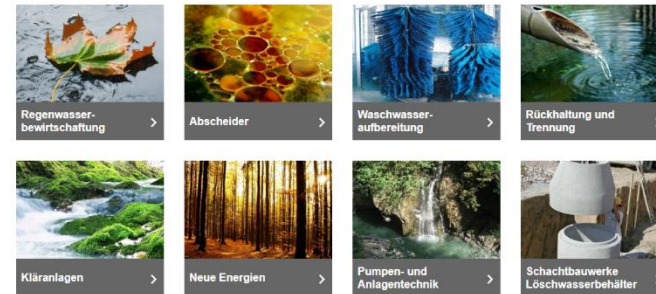 Regenwasser-
bewirtschaftung
Abscheider
Waschwasser-
aufbereitung
Rückhaltung und
Trennung
Kläranlagen
Neue Energien
Pumpen- und
Anlagentechnik
Schachtbauwerke
Löschwasserbehälter